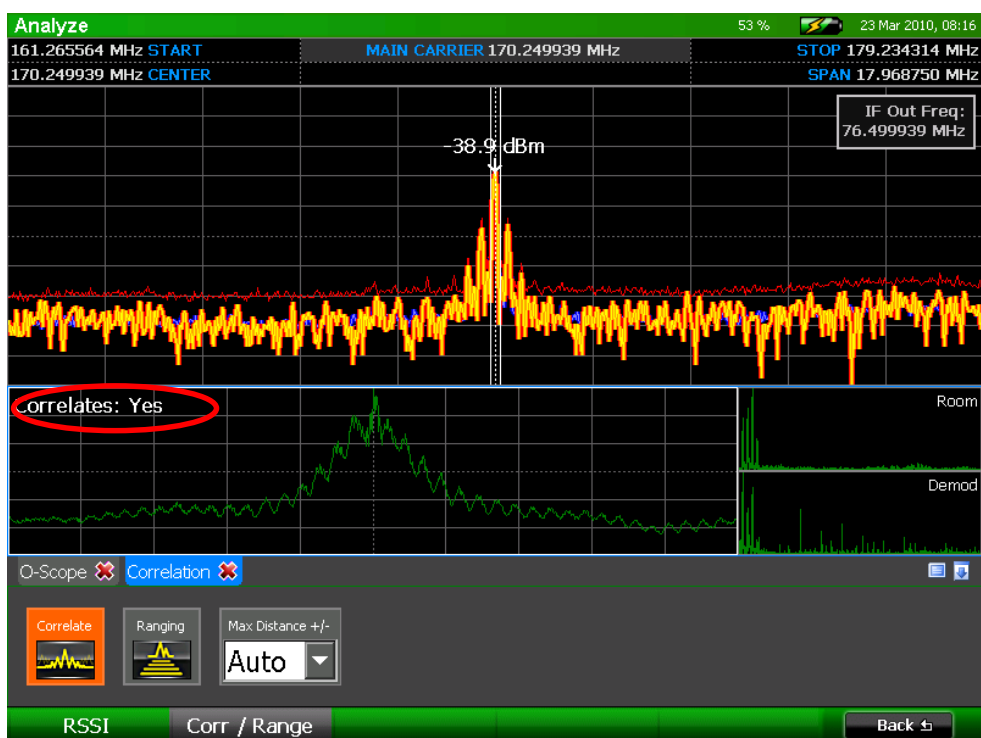 Analyze 53 % 23 Mar 2010, 08:16
161.265564 MHz START MAIN CARRIER 170.249939 MHz STOP 179.234314 MHz
170.249939 MHz CENTER SPAN 17.968750 MHz
IF Out Freq:
76.499939 MHz
-38.9 dBm
Correlates: Yes
Room
Demod
O-Scope Correlation
Correlate Ranging Max Distance +/-
Auto
RSSI Corr / Range Back